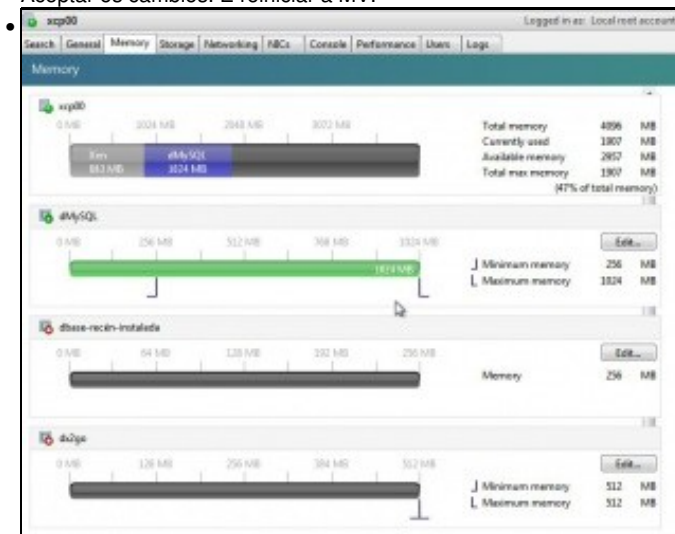 Aceptar os cambios. E reiniciar a MV.
xcp00
Logged in as: Local root account
Search General Memory Storage Networking NICs Console Performance Users Logs
Memory
xcp00
0 MB 1024 MB 2048 MB 3072 MB
Xen
883 MB
dMySQL
1024 MB
Total memory 4096 MB
Currently used 1907 MB
Available memory 2957 MB
Total max memory 1907 MB
(47% of total memory)
dMySQL
0 MB 256 MB 512 MB 768 MB 1024 MB
1024 MB
Edit...
Minimum memory 256 MB
Maximum memory 1024 MB
dbase-recén-instalada
0 MB 64 MB 128 MB 192 MB 256 MB
Edit...
Memory 256 MB
dx2go
0 MB 128 MB 256 MB 384 MB 512 MB
Edit...
Minimum memory 512 MB
Maximum memory 512 MB